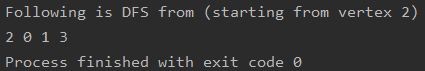 Following is DFS from (starting from vertex 2)
2 0 1 3
Process finished with exit code 0